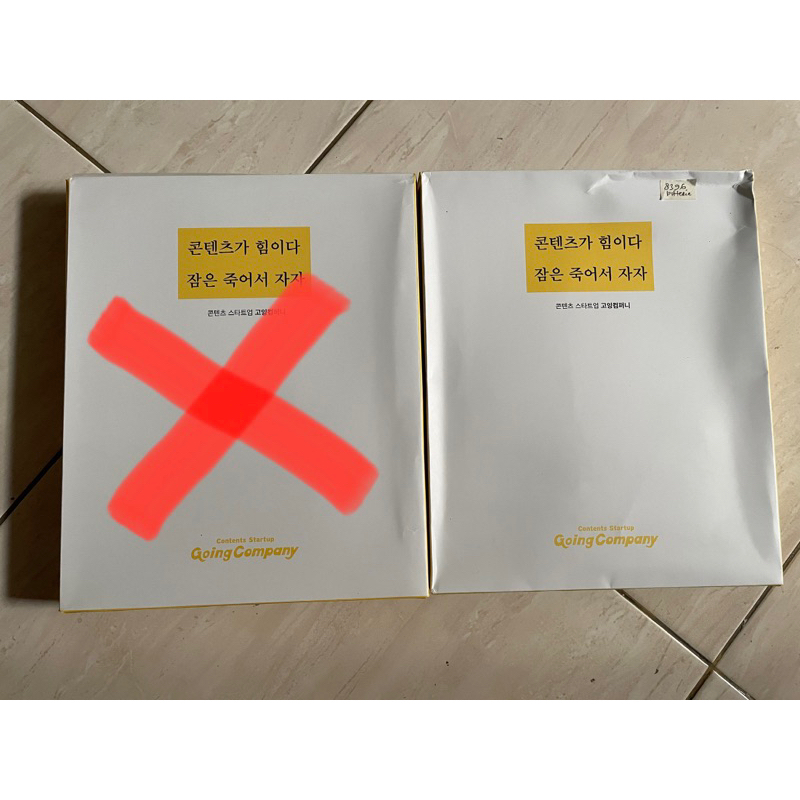 콘텐츠가 힘이다
잠은 죽어서 자자
콘텐츠 스타트업 고잉컴퍼니
Contents Startup
Going Company
8396
콘텐츠가 힘이다
잠은 죽어서 자자
콘텐츠 스타트업 고잉컴퍼니
Contents Startup
Going Company